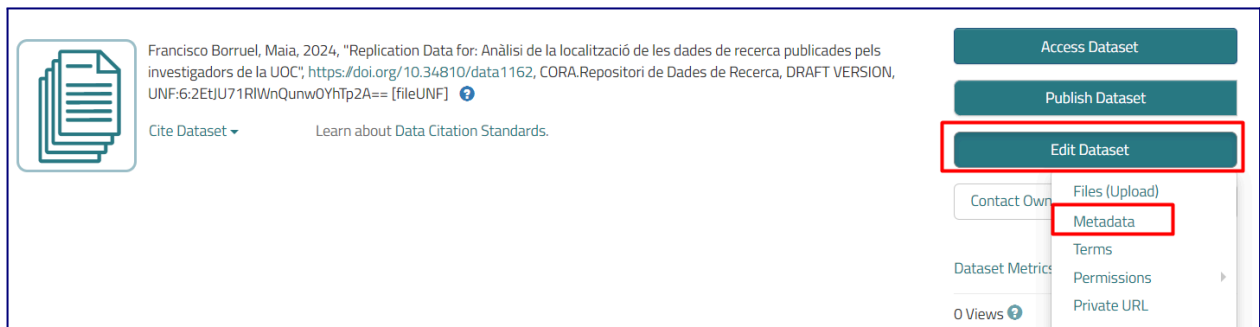 Francisco Borruel, Maia, 2024, "Replication Data for: Anàlisi de la localització de les dades de recerca publicades pels
investigadors de la UOC", https://doi.org/10.34810/data1162, CORA.Repositori de Dades de Recerca, DRAFT VERSION,
UNF:6:2EtJU71RlWnQunw0YhTp2A== [fileUNF]
Cite Dataset
Learn about Data Citation Standards.
Access Dataset
Publish Dataset
Edit Dataset
Contact Own
Files (Upload)
Metadata
Terms
Permissions
Private URL
Dataset Metrics
0 Views